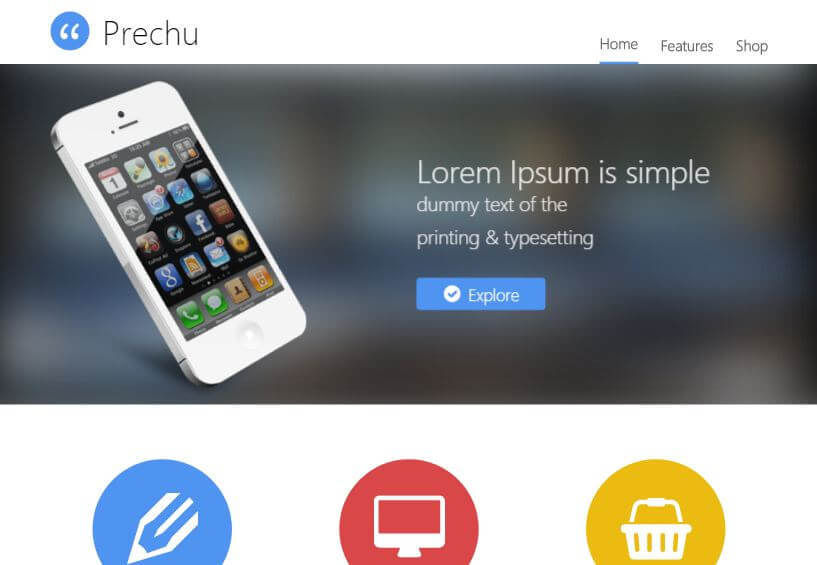 Prechu
Home Features Shop
Lorem Ipsum is simple
dummy text of the
printing & typesetting
Explore